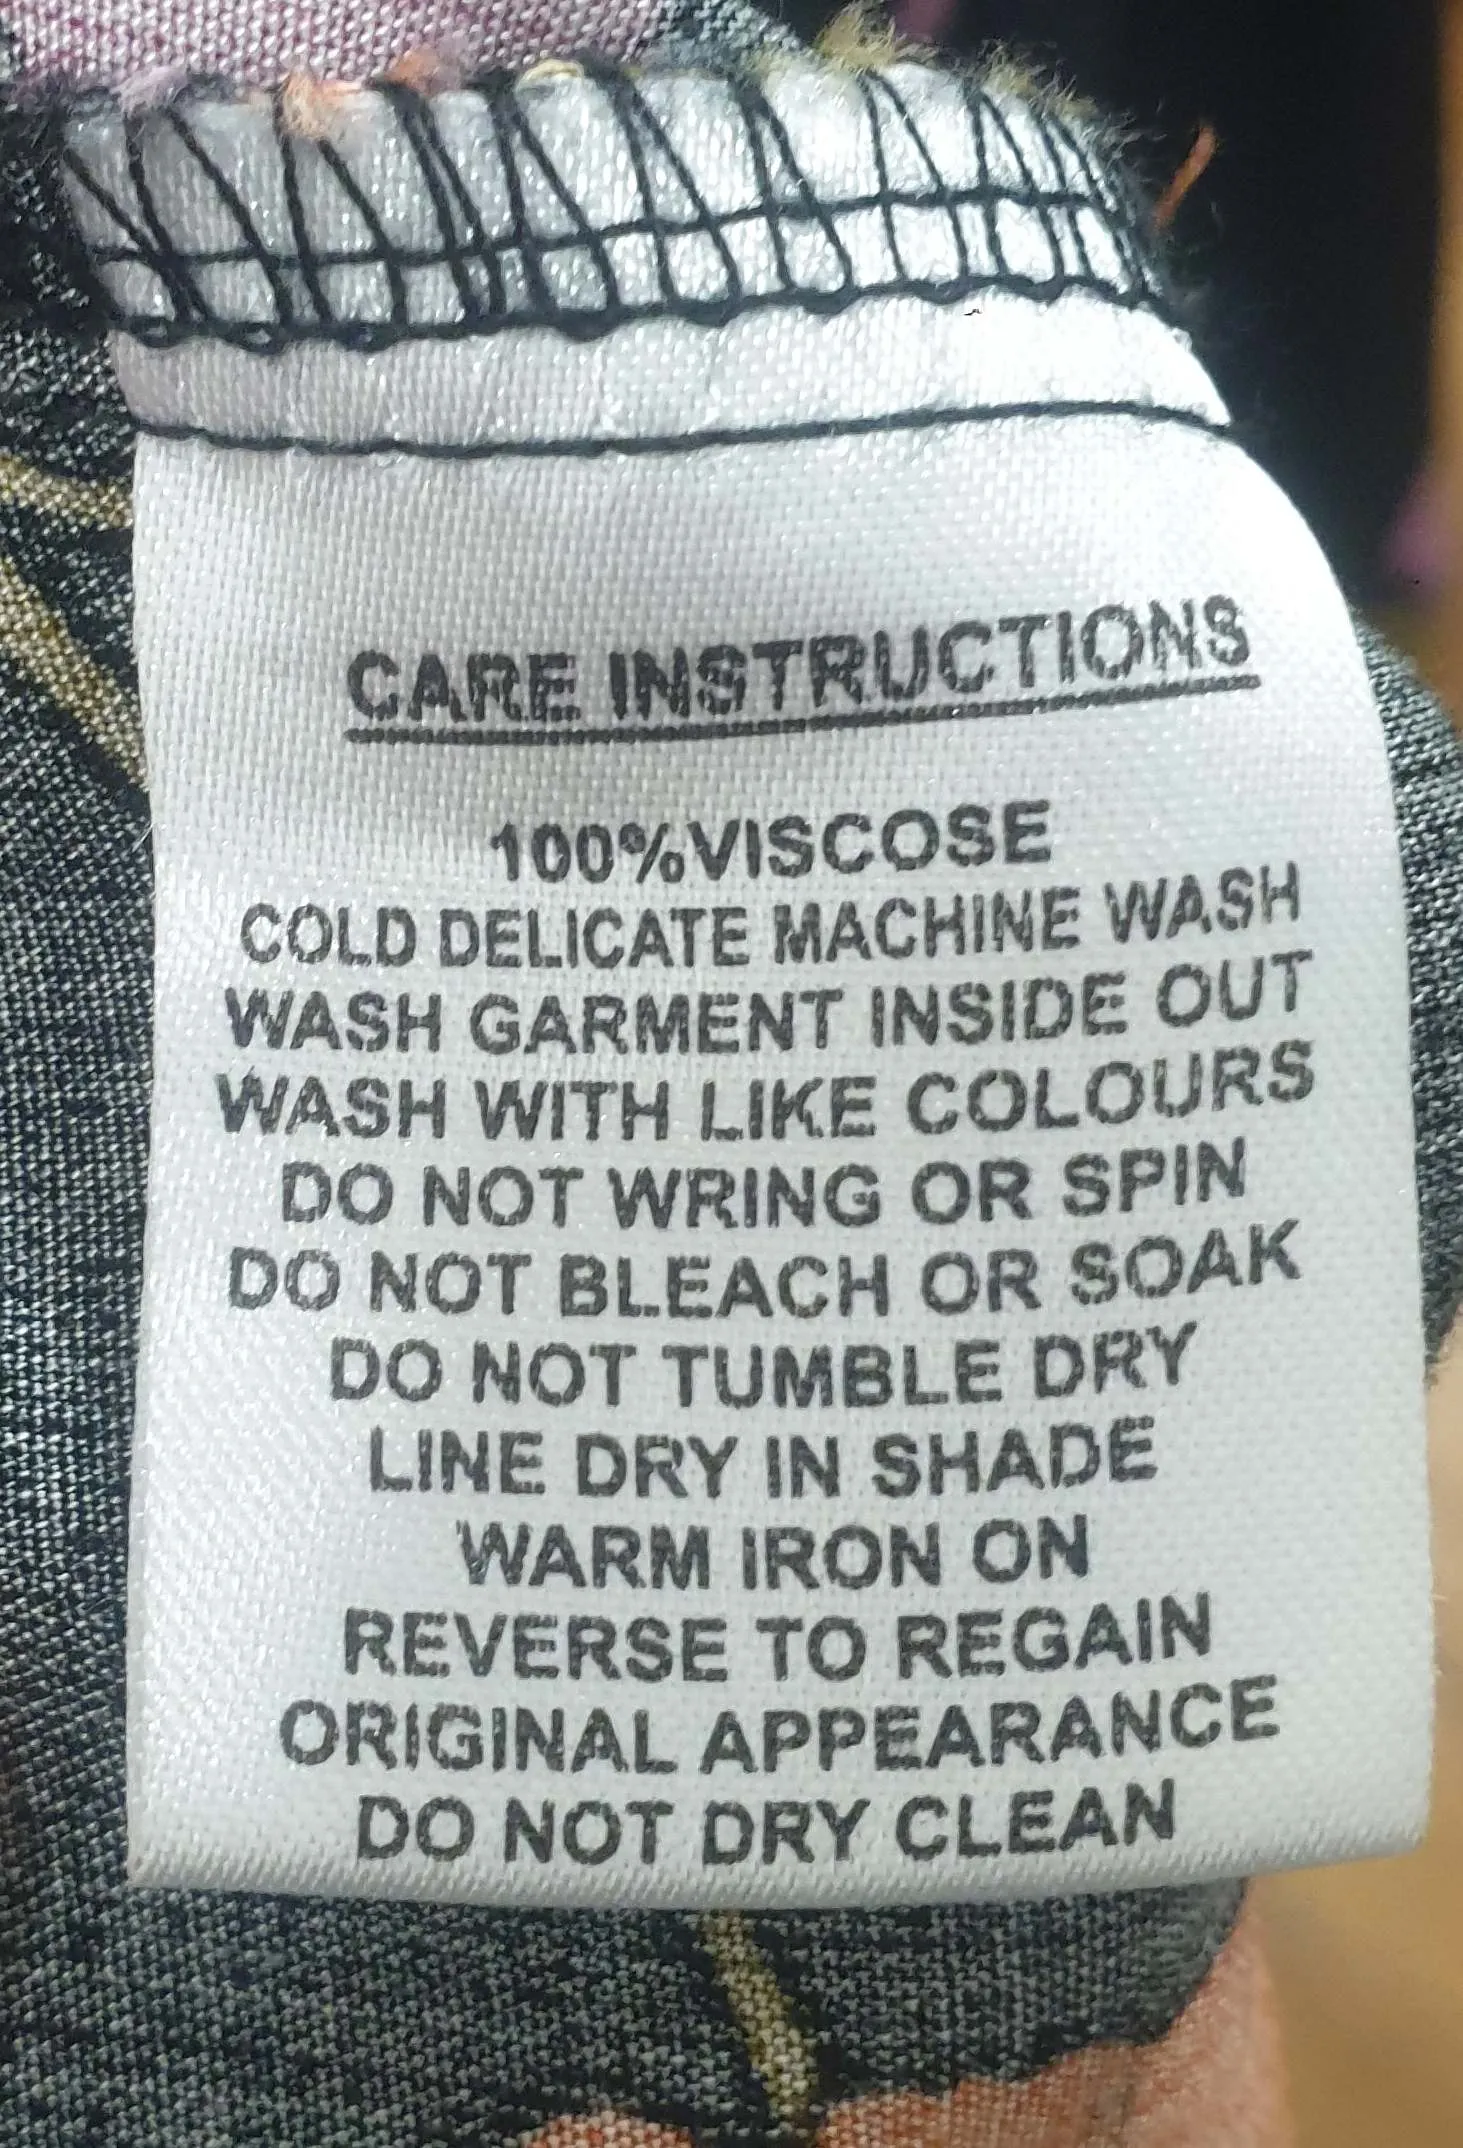 CARE INSTRUCTIONS
100%VISCOSE
COLD DELICATE MACHINE WASH
WASH GARMENT INSIDE OUT
WASH WITH LIKE COLOURS
DO NOT WRING OR SPIN
DO NOT BLEACH OR SOAK
DO NOT TUMBLE DRY
LINE DRY IN SHADE
WARM IRON ON
REVERSE TO REGAIN
ORIGINAL APPEARANCE
DO NOT DRY CLEAN